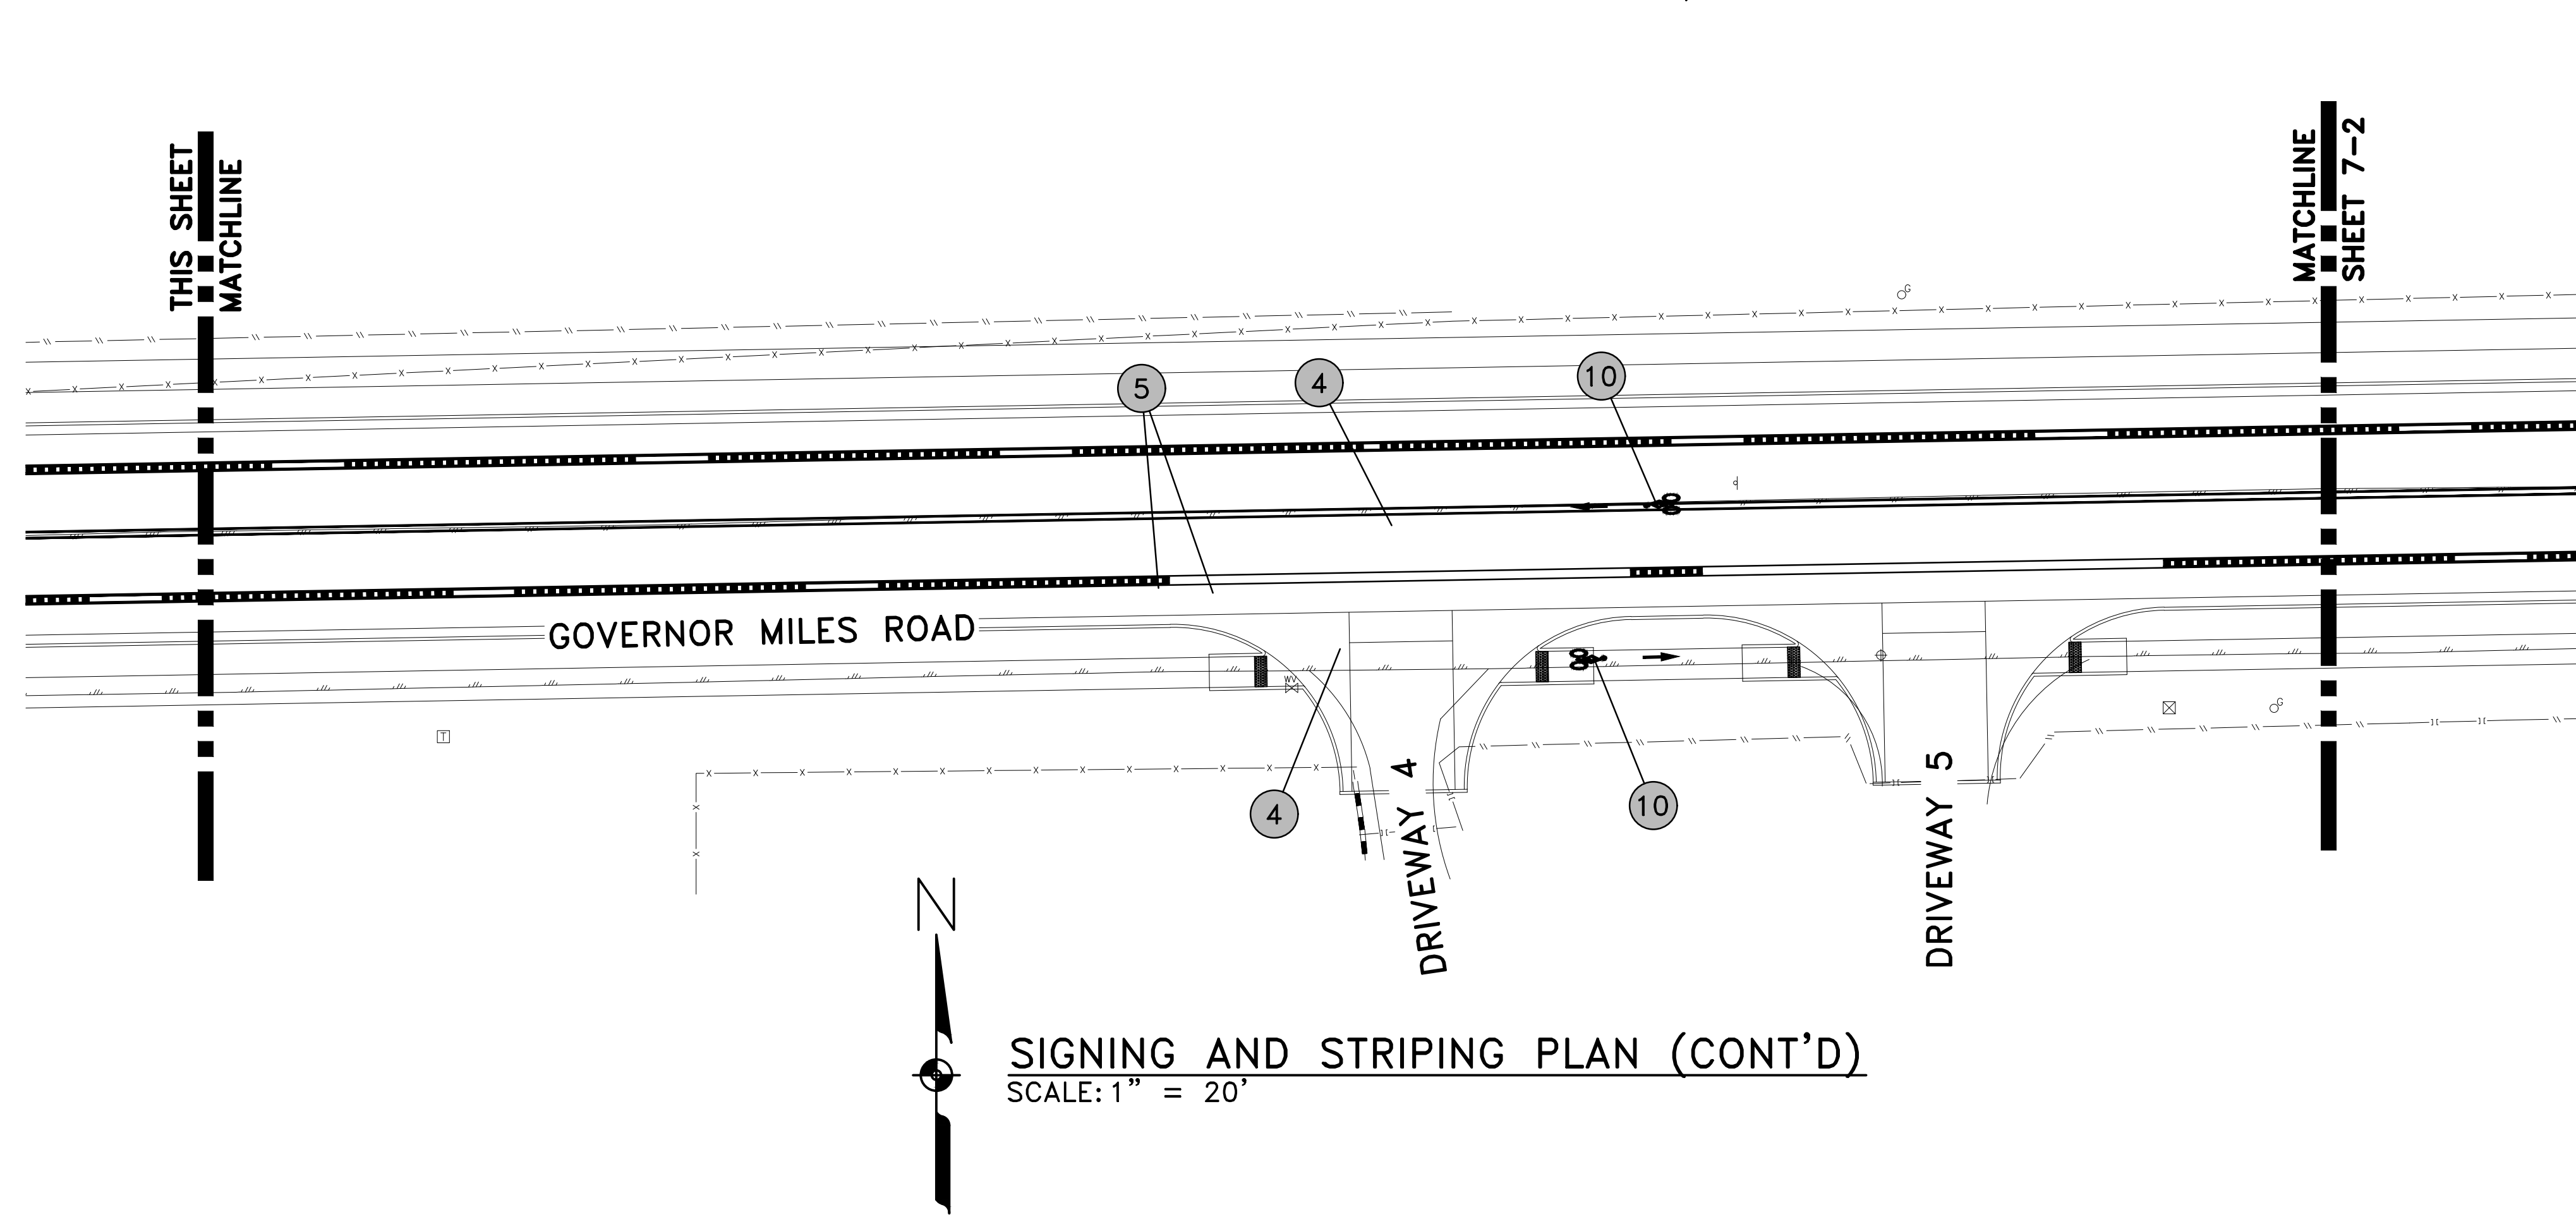 THIS SHEET
MATCHLINE
MATCHLINE
SHEET 7-2
G
5
4
10
GOVERNOR MILES ROAD
WV
T
G
4
10
DRIVEWAY 4
DRIVEWAY 5
N
SIGNING AND STRIPING PLAN (CONT'D)
SCALE: 1" = 20'